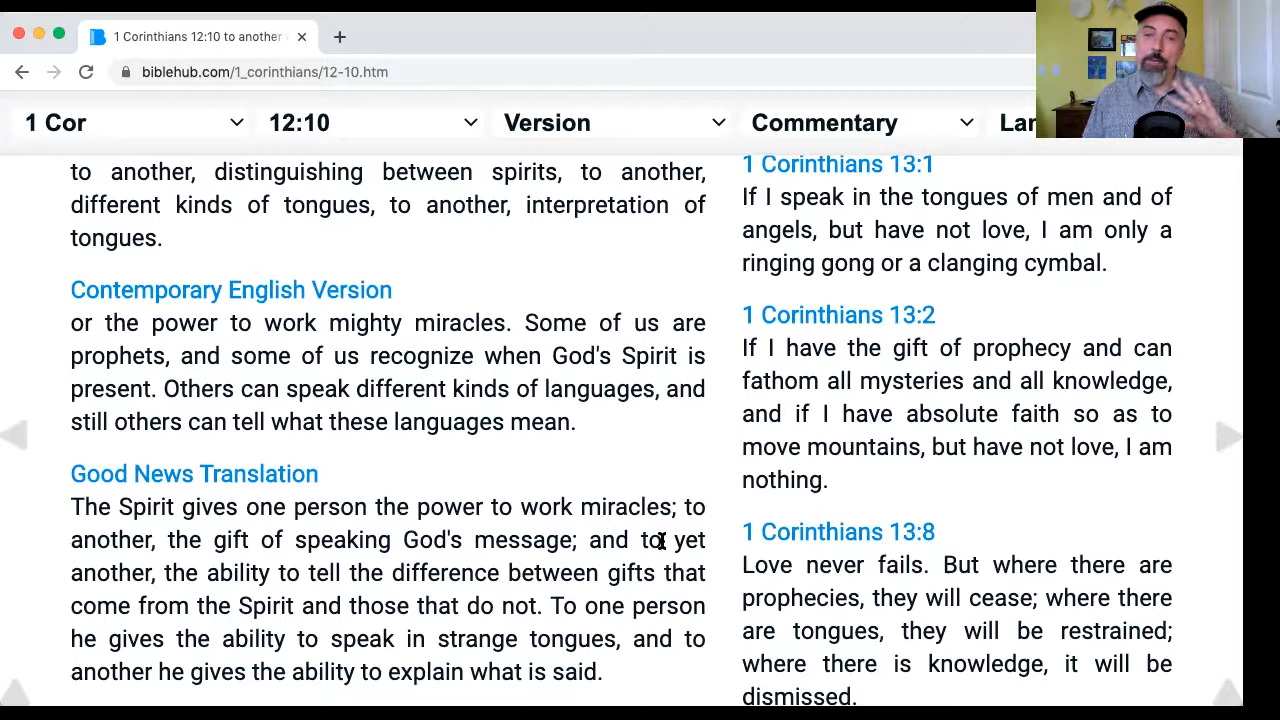 1 Corinthians 12:10 to another
biblehub.com/1_corinthians/12-10.htm
1 Cor
12:10
Version
Commentary
to another, distinguishing between spirits, to another,
different kinds of tongues, to another, interpretation of
tongues.
Contemporary English Version
or the power to work mighty miracles. Some of us are
prophets, and some of us recognize when God's Spirit is
present. Others can speak different kinds of languages, and
still others can tell what these languages mean.
Good News Translation
The Spirit gives one person the power to work miracles; to
another, the gift of speaking God's message; and to yet
another, the ability to tell the difference between gifts that
come from the Spirit and those that do not. To one person
he gives the ability to speak in strange tongues, and to
another he gives the ability to explain what is said.
1 Corinthians 13:1
If I speak in the tongues of men and of
angels, but have not love, I am only a
ringing gong or a clanging cymbal.
1 Corinthians 13:2
If I have the gift of prophecy and can
fathom all mysteries and all knowledge,
and if I have absolute faith so as to
move mountains, but have not love, I am
nothing.
1 Corinthians 13:8
Love never fails. But where there are
prophecies, they will cease; where there
are tongues, they will be restrained;
where there is knowledge, it will be
dismissed.